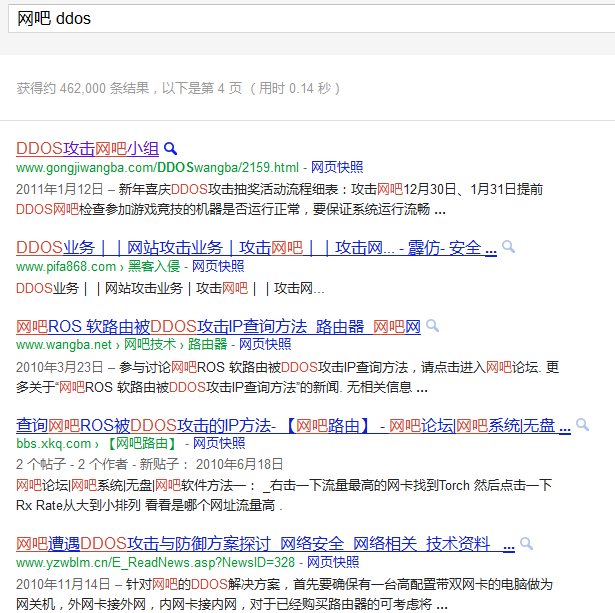 网吧 ddos
获得约 462,000 条结果，以下是第 4 页 （用时 0.14 秒）
DDOS攻击网吧小组
www.gongjiwangba.com/DDOSwangba/2159.html - 网页快照
2011年1月12日 – 新年喜庆DDOS攻击抽奖活动流程细表：攻击网吧12月30日、1月31日提前
DDOS网吧检查参加游戏竞技的机器是否运行正常，要保证系统运行流畅 ...
DDOS业务｜｜网站攻击业务｜攻击网吧｜｜攻击网... - 霹仿- 安全 ...
www.pifa868.com › 黑客入侵 - 网页快照
DDOS业务｜｜网站攻击业务｜攻击网吧｜｜攻击网...
网吧ROS 软路由被DDOS攻击IP查询方法_路由器_网吧网
www.wangba.net › 网吧技术 › 路由器 - 网页快照
2010年3月23日 – 参与讨论网吧ROS 软路由被DDOS攻击IP查询方法，请点击进入网吧论坛. 更
多关于“网吧ROS 软路由被DDOS攻击IP查询方法”的新闻. 无相关信息 ...
查询网吧ROS被DDOS攻击的IP方法- 【网吧路由】 - 网吧论坛|网吧系统|无盘 ...
bbs.xkq.com › 【网吧路由】 - 网页快照
2 个帖子 - 2 个作者 - 新贴子： 2010年6月18日
网吧论坛|网吧系统|无盘|网吧软件方法一： _右击一下流量最高的网卡找到Torch 然后点击一下
Rx Rate从大到小排列 看看是哪个网址流量高 .
网吧遭遇DDOS攻击与防御方案探讨_网络安全_网络相关_技术资料_ ...
www.yzwblm.cn/E_ReadNews.asp?NewsID=328 - 网页快照
2010年11月14日 – 针对网吧的DDOS解决方案，首先要确保有一台高配置带双网卡的电脑做为
网关机，外网卡接外网，内网卡接内网，对于已经购买路由器的可考虑将 ...